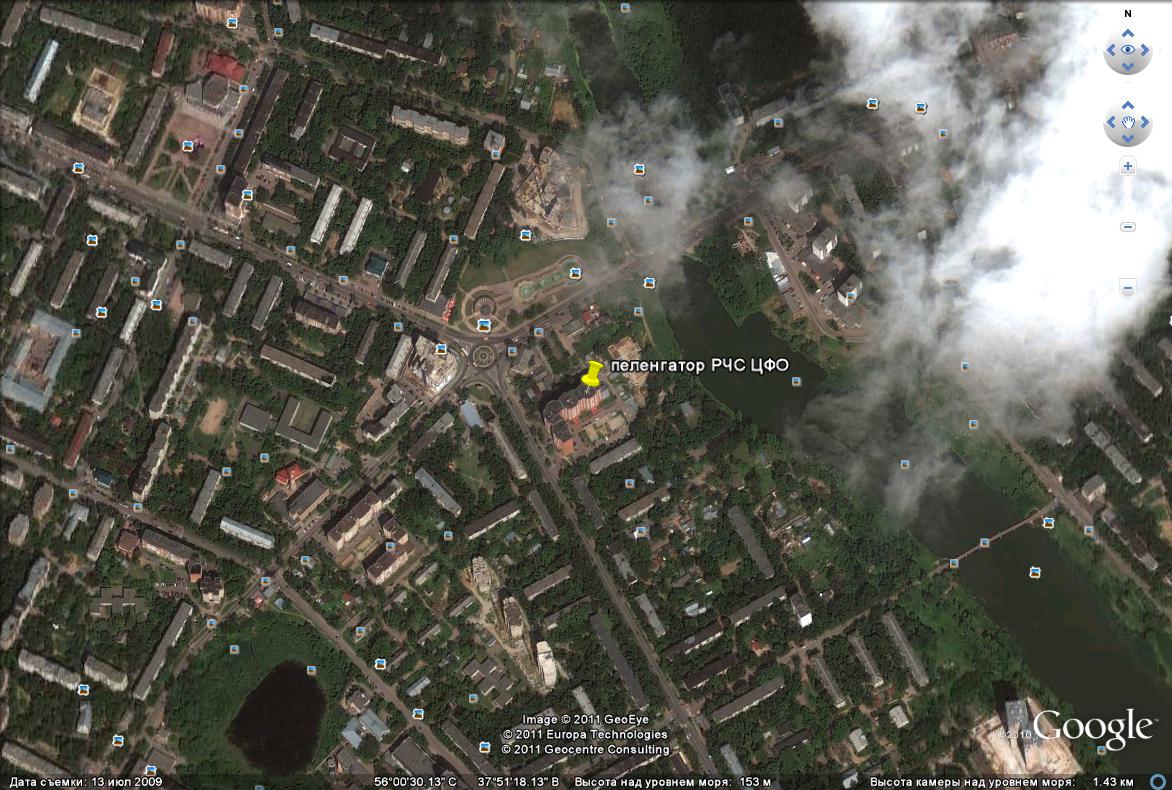 N
пеленгатор РЧС ЦФО
Image © 2011 GeoEye
© 2011 Europa Technologies
© 2011 Geocentre Consulting
©2010 Google
Дата съемки: 13 июл 2009 56°00'30.13" С 37°51'18.13" В Высота над уровнем моря: 153 м Высота камеры над уровнем моря: 1.43 км